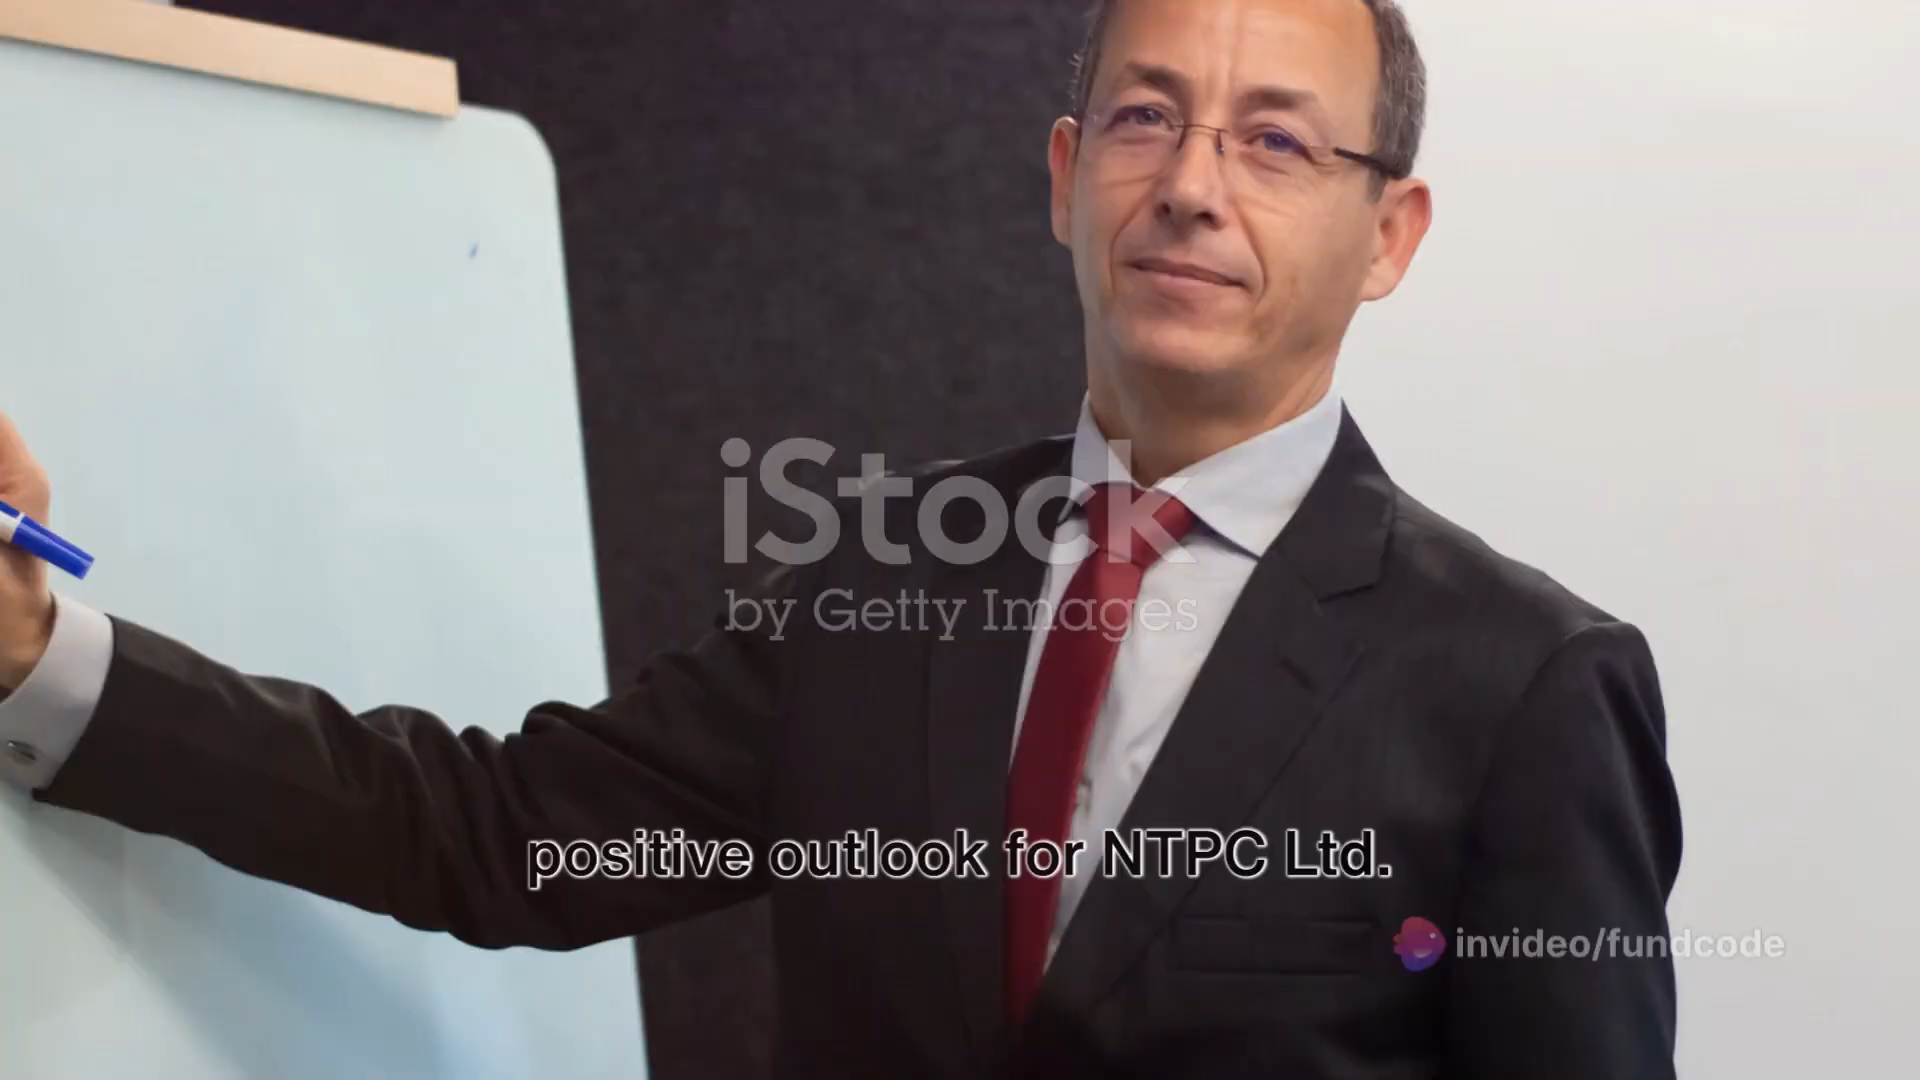 iStock
by Getty Images
positive outlook for NTPC Ltd.
invideo/fundcode